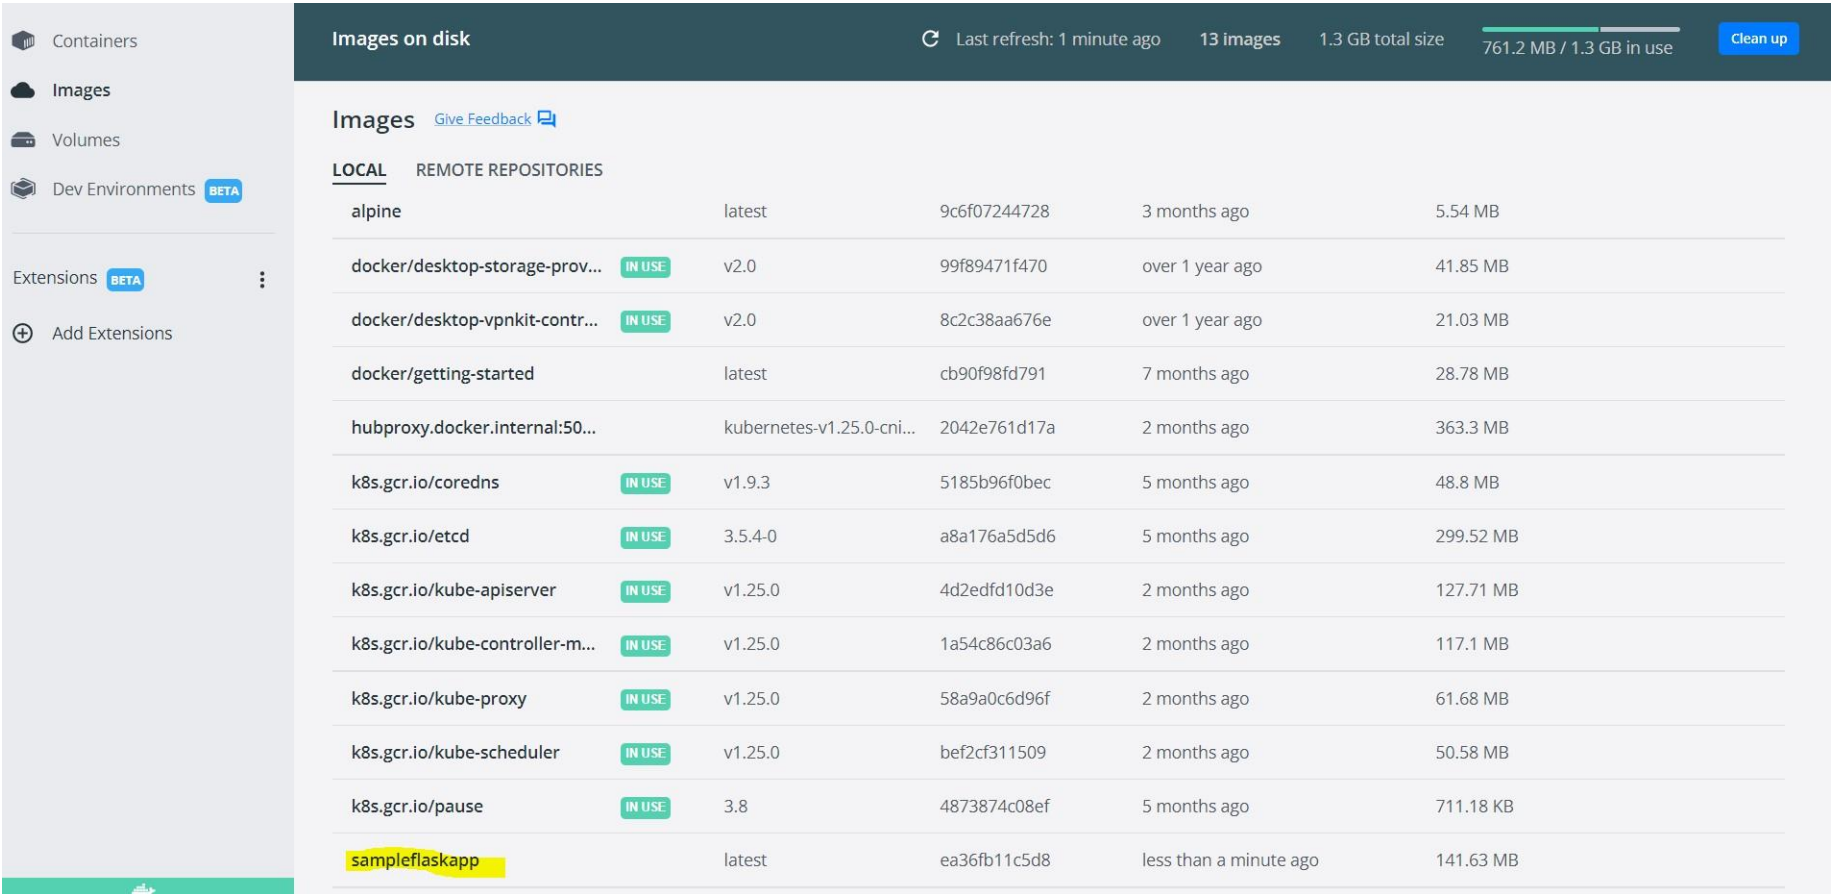 Containers
Images
Volumes
Dev Environments BETA
Extensions BETA
Add Extensions
Images on disk
Last refresh: 1 minute ago 13 images 1.3 GB total size 761.2 MB / 1.3 GB in use Clean up
Images Give Feedback
LOCAL REMOTE REPOSITORIES
alpine latest 9c6f07244728 3 months ago 5.54 MB
docker/desktop-storage-prov... IN USE v2.0 99f89471f470 over 1 year ago 41.85 MB
docker/desktop-vpnkit-contr... IN USE v2.0 8c2c38aa676e over 1 year ago 21.03 MB
docker/getting-started latest cb90f98fd791 7 months ago 28.78 MB
hubproxy.docker.internal:50... kubernetes-v1.25.0-cni... 2042e761d17a 2 months ago 363.3 MB
k8s.gcr.io/coredns IN USE v1.9.3 5185b96f0bec 5 months ago 48.8 MB
k8s.gcr.io/etcd IN USE 3.5.4-0 a8a176a5d5d6 5 months ago 299.52 MB
k8s.gcr.io/kube-apiserver IN USE v1.25.0 4d2edfd10d3e 2 months ago 127.71 MB
k8s.gcr.io/kube-controller-m... IN USE v1.25.0 1a54c86c03a6 2 months ago 117.1 MB
k8s.gcr.io/kube-proxy IN USE v1.25.0 58a9a0c6d96f 2 months ago 61.68 MB
k8s.gcr.io/kube-scheduler IN USE v1.25.0 bef2cf311509 2 months ago 50.58 MB
k8s.gcr.io/pause IN USE 3.8 4873874c08ef 5 months ago 711.18 KB
sampleflaskapp latest ea36fb11c5d8 less than a minute ago 141.63 MB